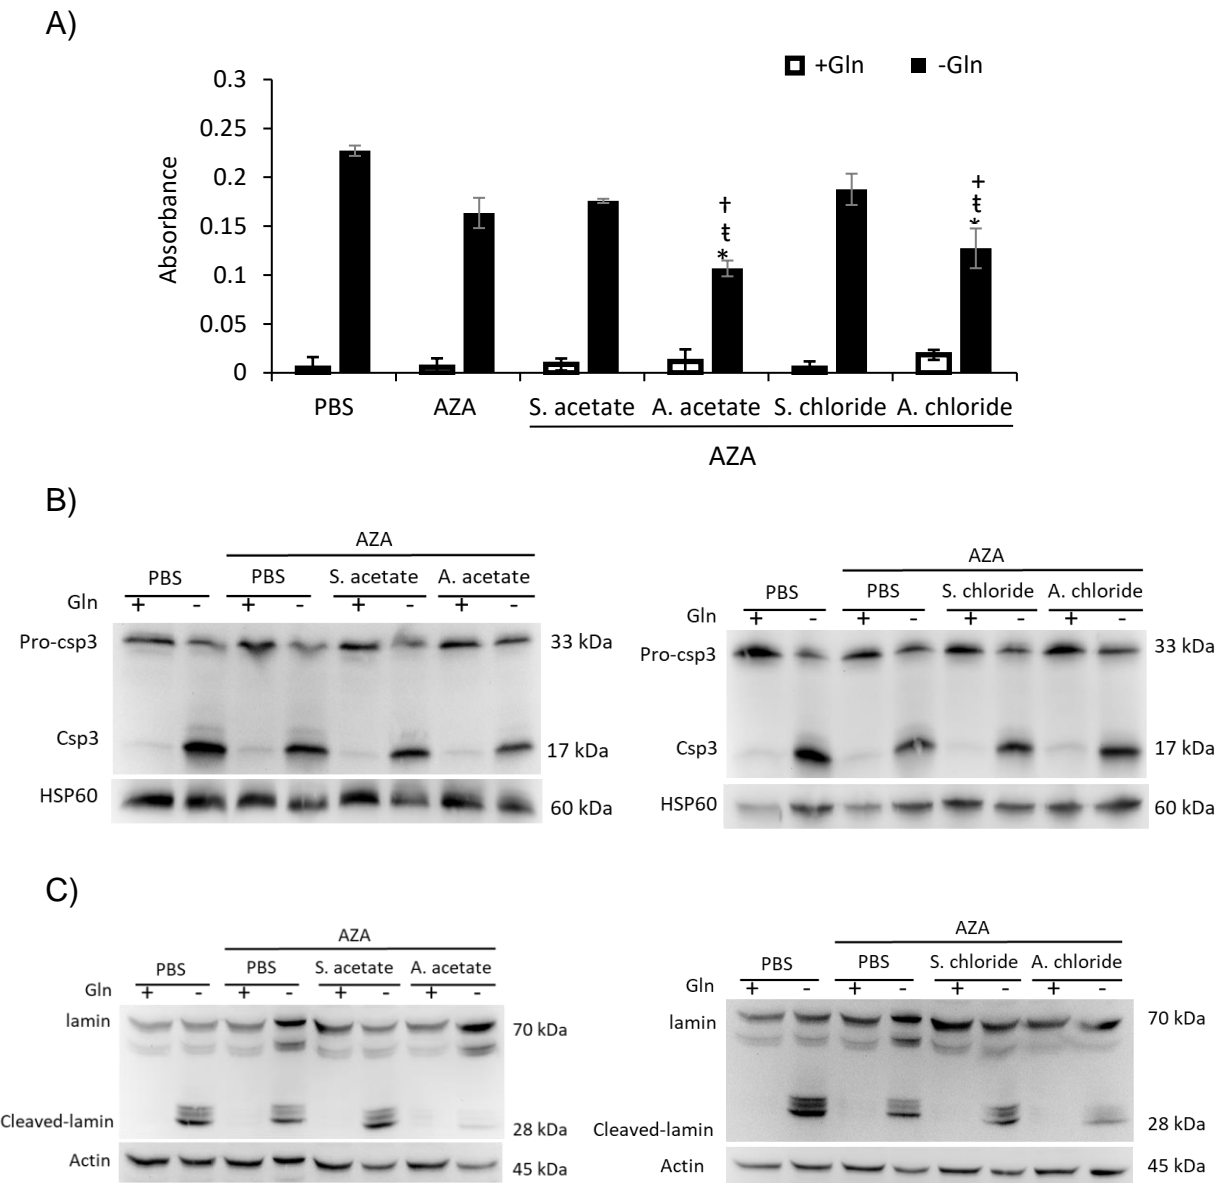 A)
+Gln -Gln
Absorbance
0.3
0.25
0.2
0.15
0.1
0.05
0
†
ŧ
*
+
ŧ
*
PBS AZA S. acetate A. acetate S. chloride A. chloride
AZA
B)
AZA
PBS PBS S. acetate A. acetate
Gln + - + - + - + -
Pro-csp3 33 kDa
Csp3 17 kDa
HSP60 60 kDa
AZA
PBS PBS S. chloride A. chloride
Gln + - + - + - + -
Pro-csp3 33 kDa
Csp3 17 kDa
HSP60 60 kDa
C)
AZA
PBS PBS S. acetate A. acetate
Gln + - + - + - + -
lamin 70 kDa
Cleaved-lamin 28 kDa
Actin 45 kDa
AZA
PBS PBS S. chloride A. chloride
Gln + - + - + - + -
lamin 70 kDa
Cleaved-lamin 28 kDa
Actin 45 kDa